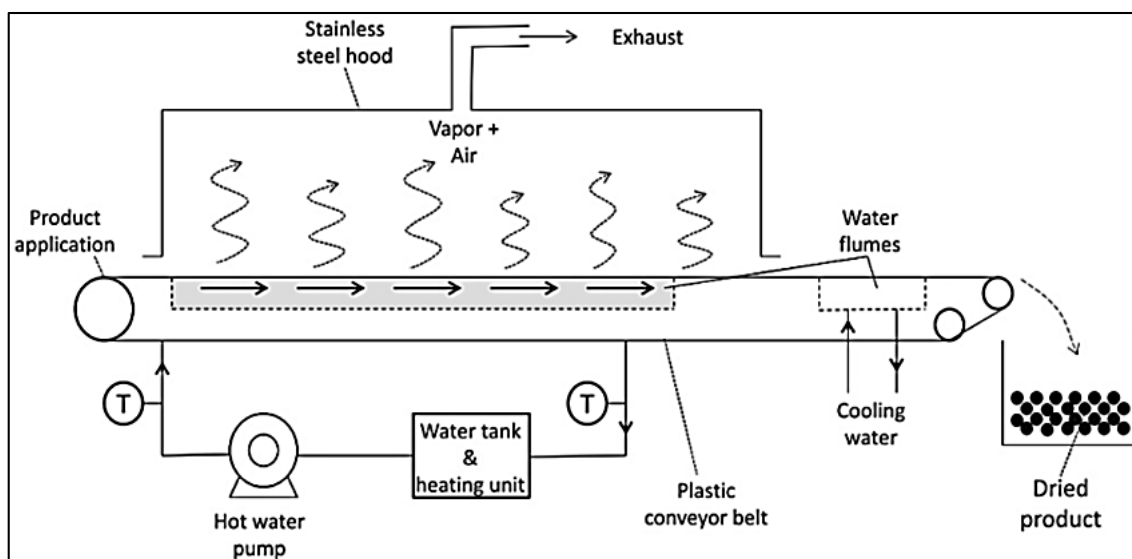 Stainless
steel hood
Exhaust
Vapor +
Air
Product
application
Water
flumes
T
T
Water tank
&
heating unit
Hot water
pump
Plastic
conveyor belt
Cooling
water
Dried
product